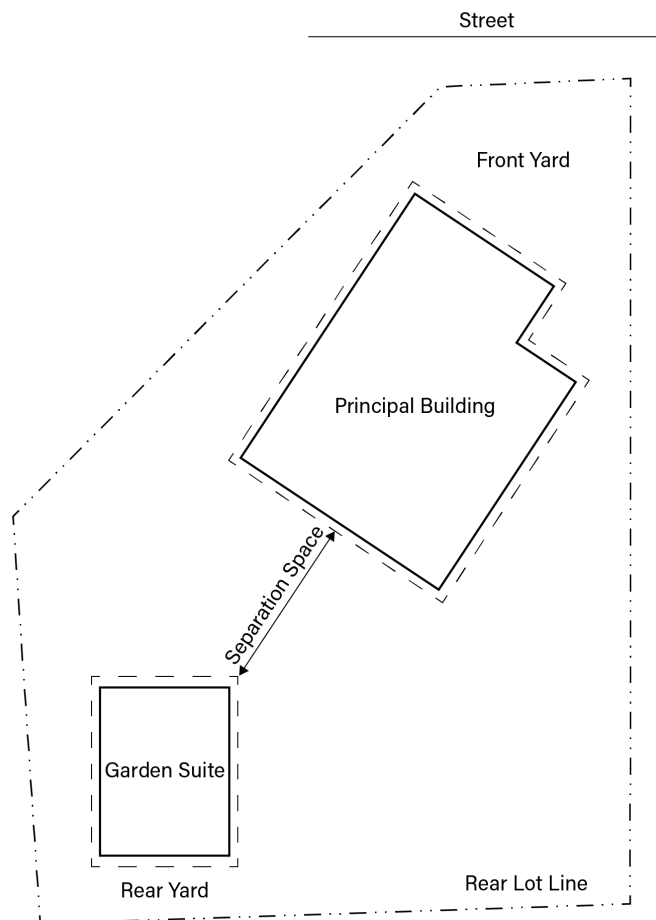 Street
Front Yard
Principal Building
Separation Space
Garden Suite
Rear Yard
Rear Lot Line